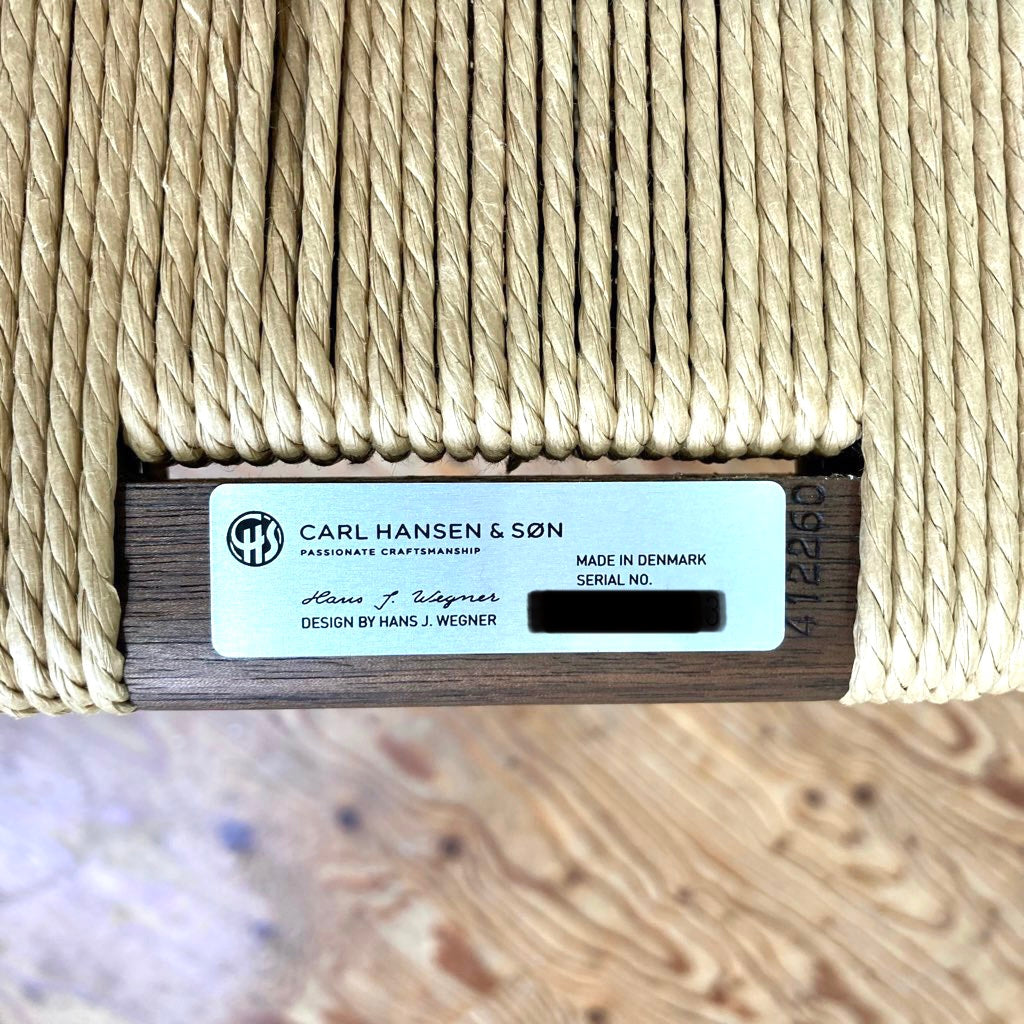 CHS
CARL HANSEN & SØN
PASSIONATE CRAFTSMANSHIP
MADE IN DENMARK
SERIAL NO.
Hans J. Wegner
DESIGN BY HANS J. WEGNER
412260